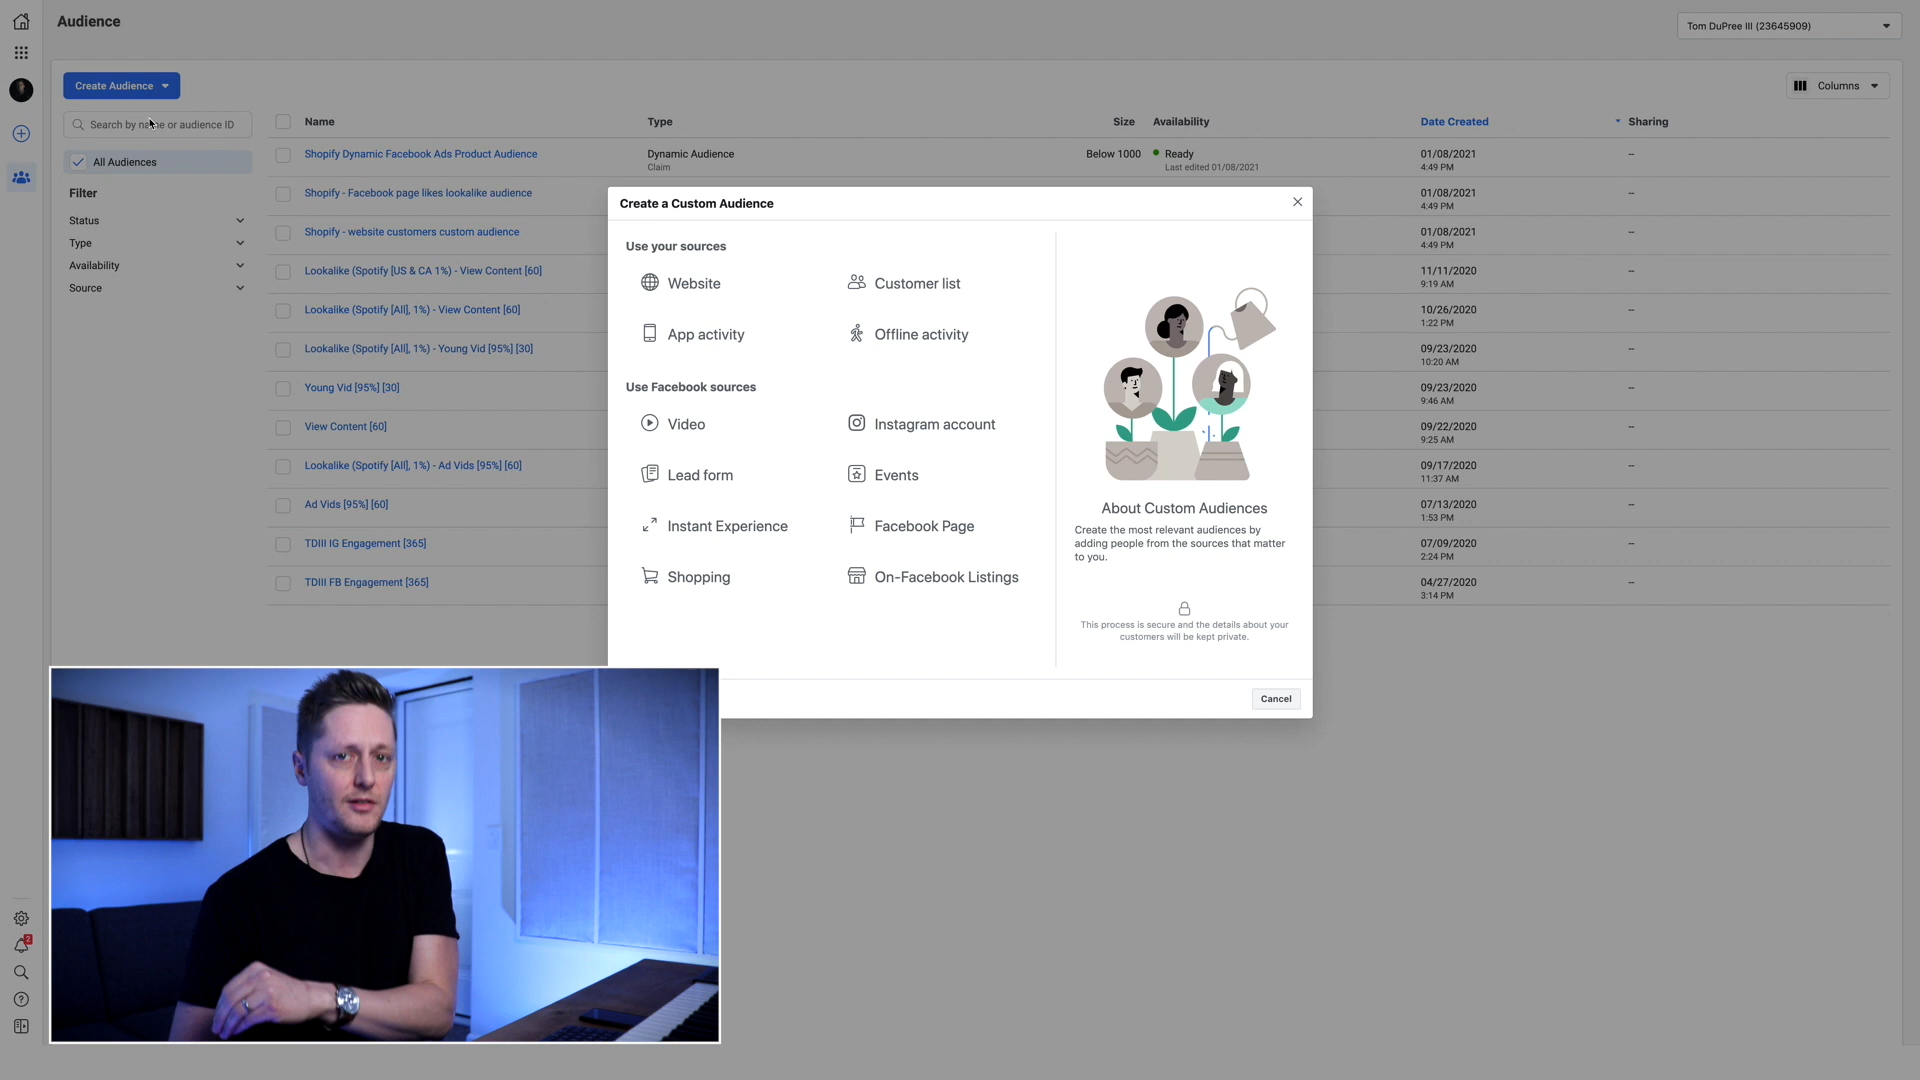 Audience
Tom DuPree III (23645909)
Create Audience
Columns
Search by name or audience ID
All Audiences
Filter
Status
Type
Availability
Source
Name
Type
Size
Availability
Date Created
Sharing
Shopify Dynamic Facebook Ads Product Audience
Dynamic Audience
Claim
Below 1000
Ready
Last edited 01/08/2021
01/08/2021
4:49 PM
--
Shopify - Facebook page likes lookalike audience
01/08/2021
4:49 PM
--
Shopify - website customers custom audience
01/08/2021
4:49 PM
--
Lookalike (Spotify [US & CA 1%) - View Content [60]
11/11/2020
9:19 AM
--
Lookalike (Spotify [All], 1%) - View Content [60]
10/26/2020
1:22 PM
--
Lookalike (Spotify [All], 1%) - Young Vid [95%] [30]
09/23/2020
10:20 AM
--
Young Vid [95%] [30]
09/23/2020
9:46 AM
--
View Content [60]
09/22/2020
9:25 AM
--
Lookalike (Spotify [All], 1%) - Ad Vids [95%] [60]
09/17/2020
11:37 AM
--
Ad Vids [95%] [60]
07/13/2020
1:53 PM
--
TDIII IG Engagement [365]
07/09/2020
2:24 PM
--
TDIII FB Engagement [365]
04/27/2020
3:14 PM
--
Create a Custom Audience
Use your sources
Website
Customer list
App activity
Offline activity
Use Facebook sources
Video
Instagram account
Lead form
Events
Instant Experience
Facebook Page
Shopping
On-Facebook Listings
About Custom Audiences
Create the most relevant audiences by
adding people from the sources that matter
to you.
This process is secure and the details about your
customers will be kept private.
Cancel
2